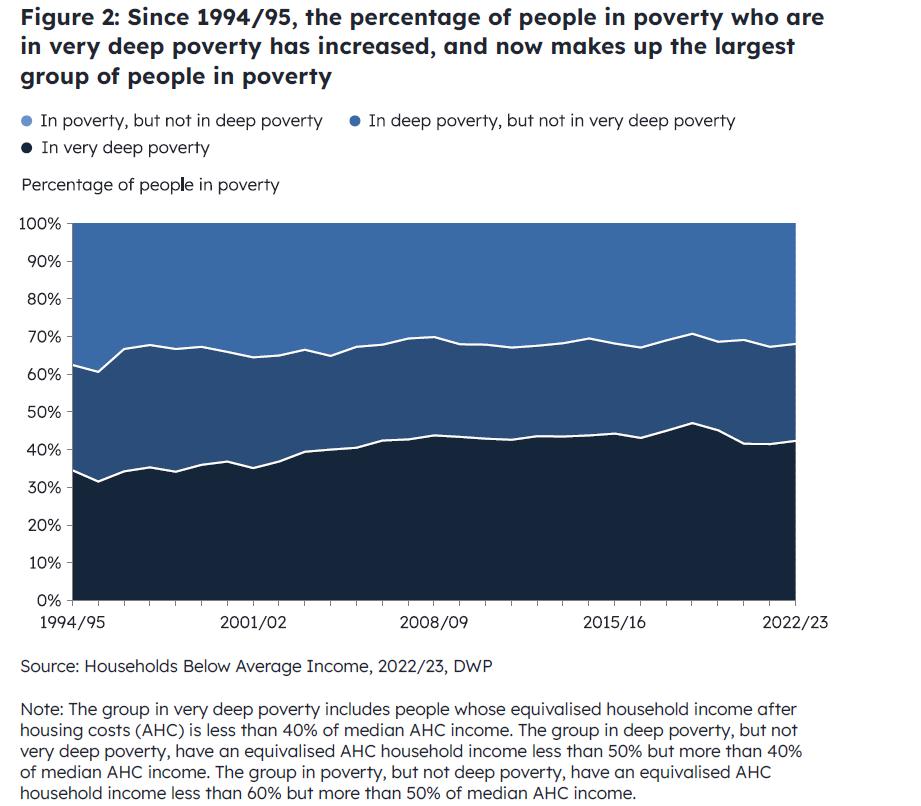 Figure 2: Since 1994/95, the percentage of people in poverty who are
in very deep poverty has increased, and now makes up the largest
group of people in poverty
In poverty, but not in deep poverty In deep poverty, but not in very deep poverty
In very deep poverty
Percentage of people in poverty
100%
90%
80%
70%
60%
50%
40%
30%
20%
10%
0%
1994/95 2001/02 2008/09 2015/16 2022/23
Source: Households Below Average Income, 2022/23, DWP
Note: The group in very deep poverty includes people whose equivalised household income after
housing costs (AHC) is less than 40% of median AHC income. The group in deep poverty, but not
very deep poverty, have an equivalised AHC household income less than 50% but more than 40%
of median AHC income. The group in poverty, but not deep poverty, have an equivalised AHC
household income less than 60% but more than 50% of median AHC income.